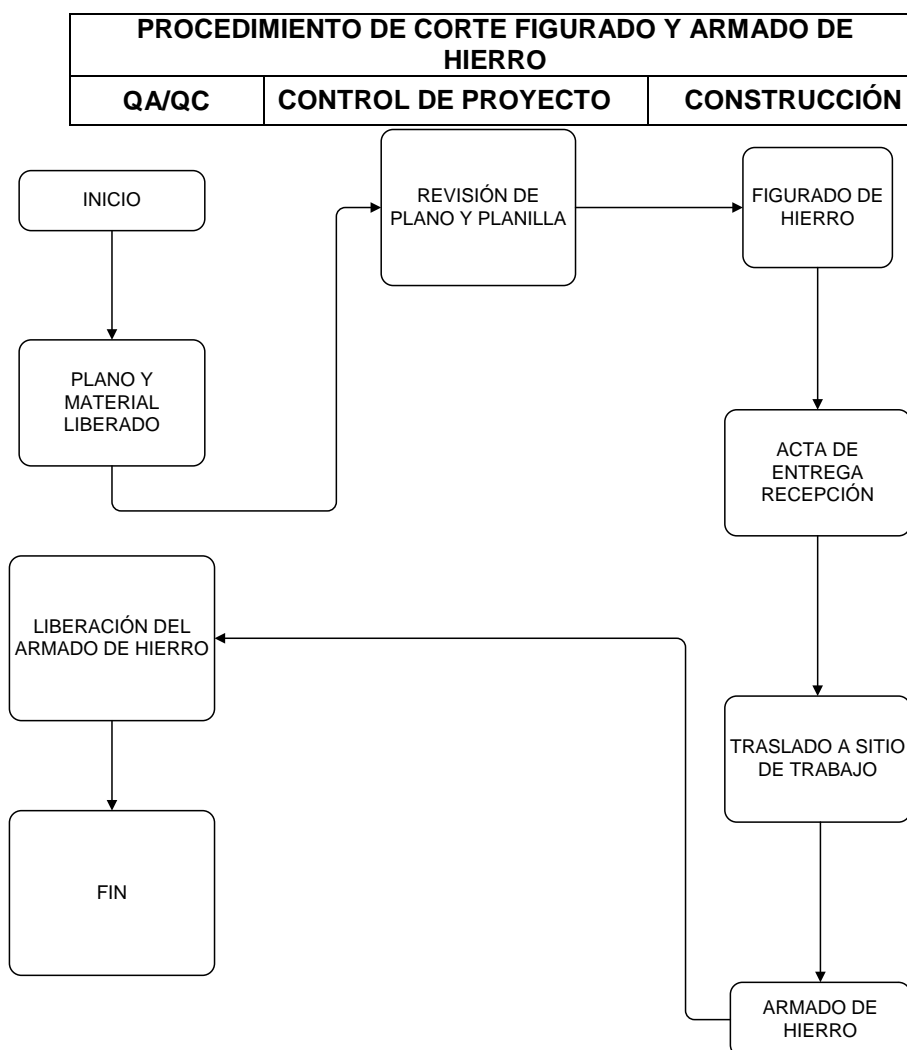 PROCEDIMIENTO DE CORTE FIGURADO Y ARMADO DE
HIERRO
QA/QC
CONTROL DE PROYECTO
CONSTRUCCIÓN
INICIO
PLANO Y
MATERIAL
LIBERADO
REVISIÓN DE
PLANO Y PLANILLA
FIGURADO DE
HIERRO
ACTA DE
ENTREGA
RECEPCIÓN
TRASLADO A SITIO
DE TRABAJO
ARMADO DE
HIERRO
LIBERACIÓN DEL
ARMADO DE HIERRO
FIN